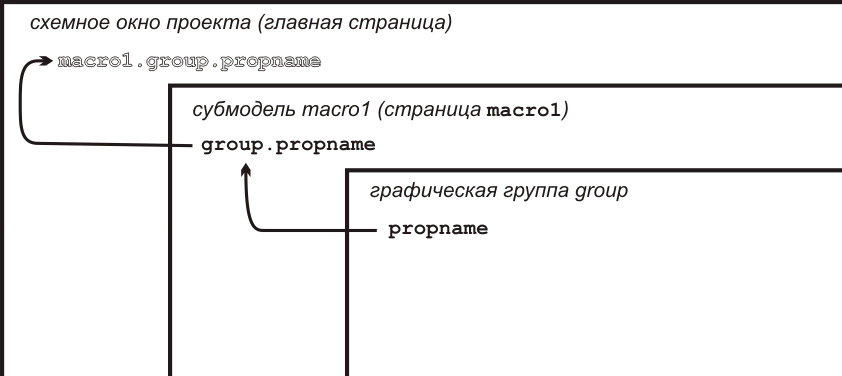 схемное окно проекта (главная страница)
macro1.group.propname
субмодель macro1 (страница macro1)
group.propname
графическая группа group
propname